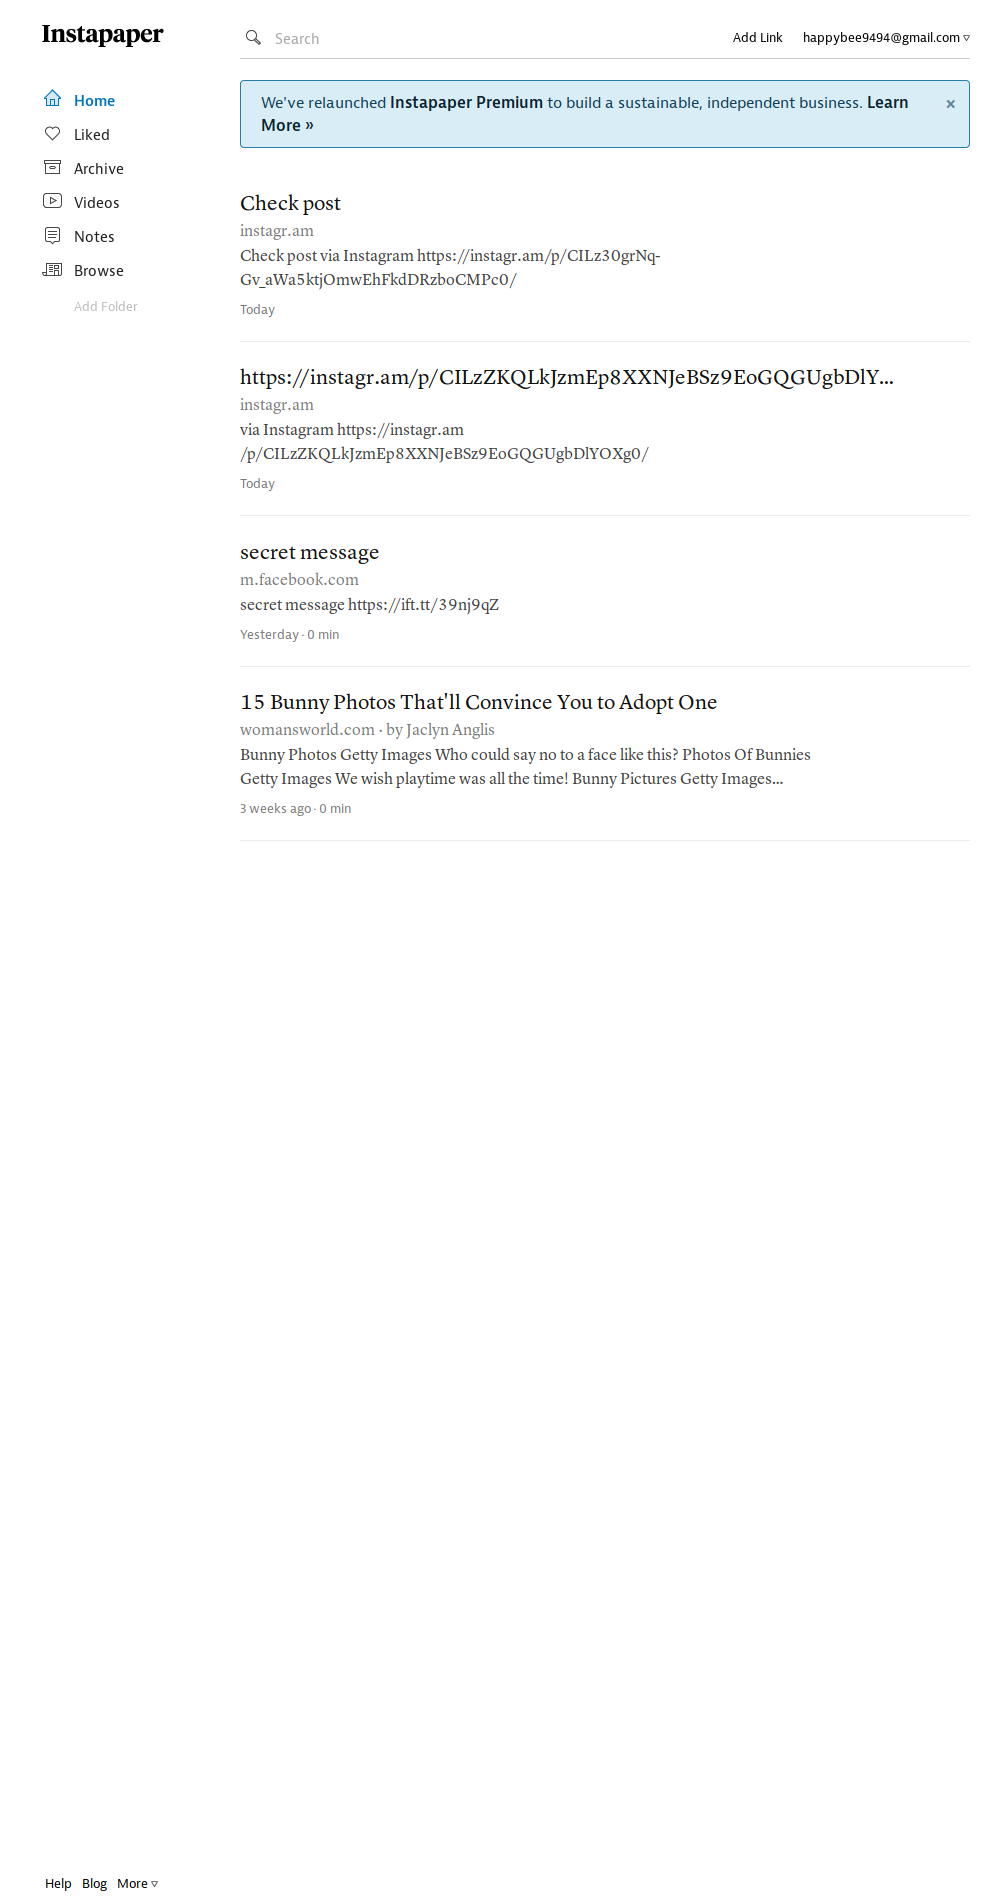 Instapaper
Search
Add Link
happybee9494@gmail.com
Home
Liked
Archive
Videos
Notes
Browse
Add Folder
We've relaunched Instapaper Premium to build a sustainable, independent business. Learn
More »
×
Check post
instagr.am
Check post via Instagram https://instagr.am/p/CILz30grNq-
Gv_aWa5ktjOmwEhFkdDRzboCMPc0/
Today
https://instagr.am/p/CILzZKQLkJzmEp8XXNJeBSz9EoGQGUgbDlY...
instagr.am
via Instagram https://instagr.am
/p/CILzZKQLkJzmEp8XXNJeBSz9EoGQGUgbDlYOXg0/
Today
secret message
m.facebook.com
secret message https://ift.tt/39nj9qZ
Yesterday · 0 min
15 Bunny Photos That'll Convince You to Adopt One
womansworld.com · by Jaclyn Anglis
Bunny Photos Getty Images Who could say no to a face like this? Photos Of Bunnies
Getty Images We wish playtime was all the time! Bunny Pictures Getty Images...
3 weeks ago · 0 min
Help Blog More